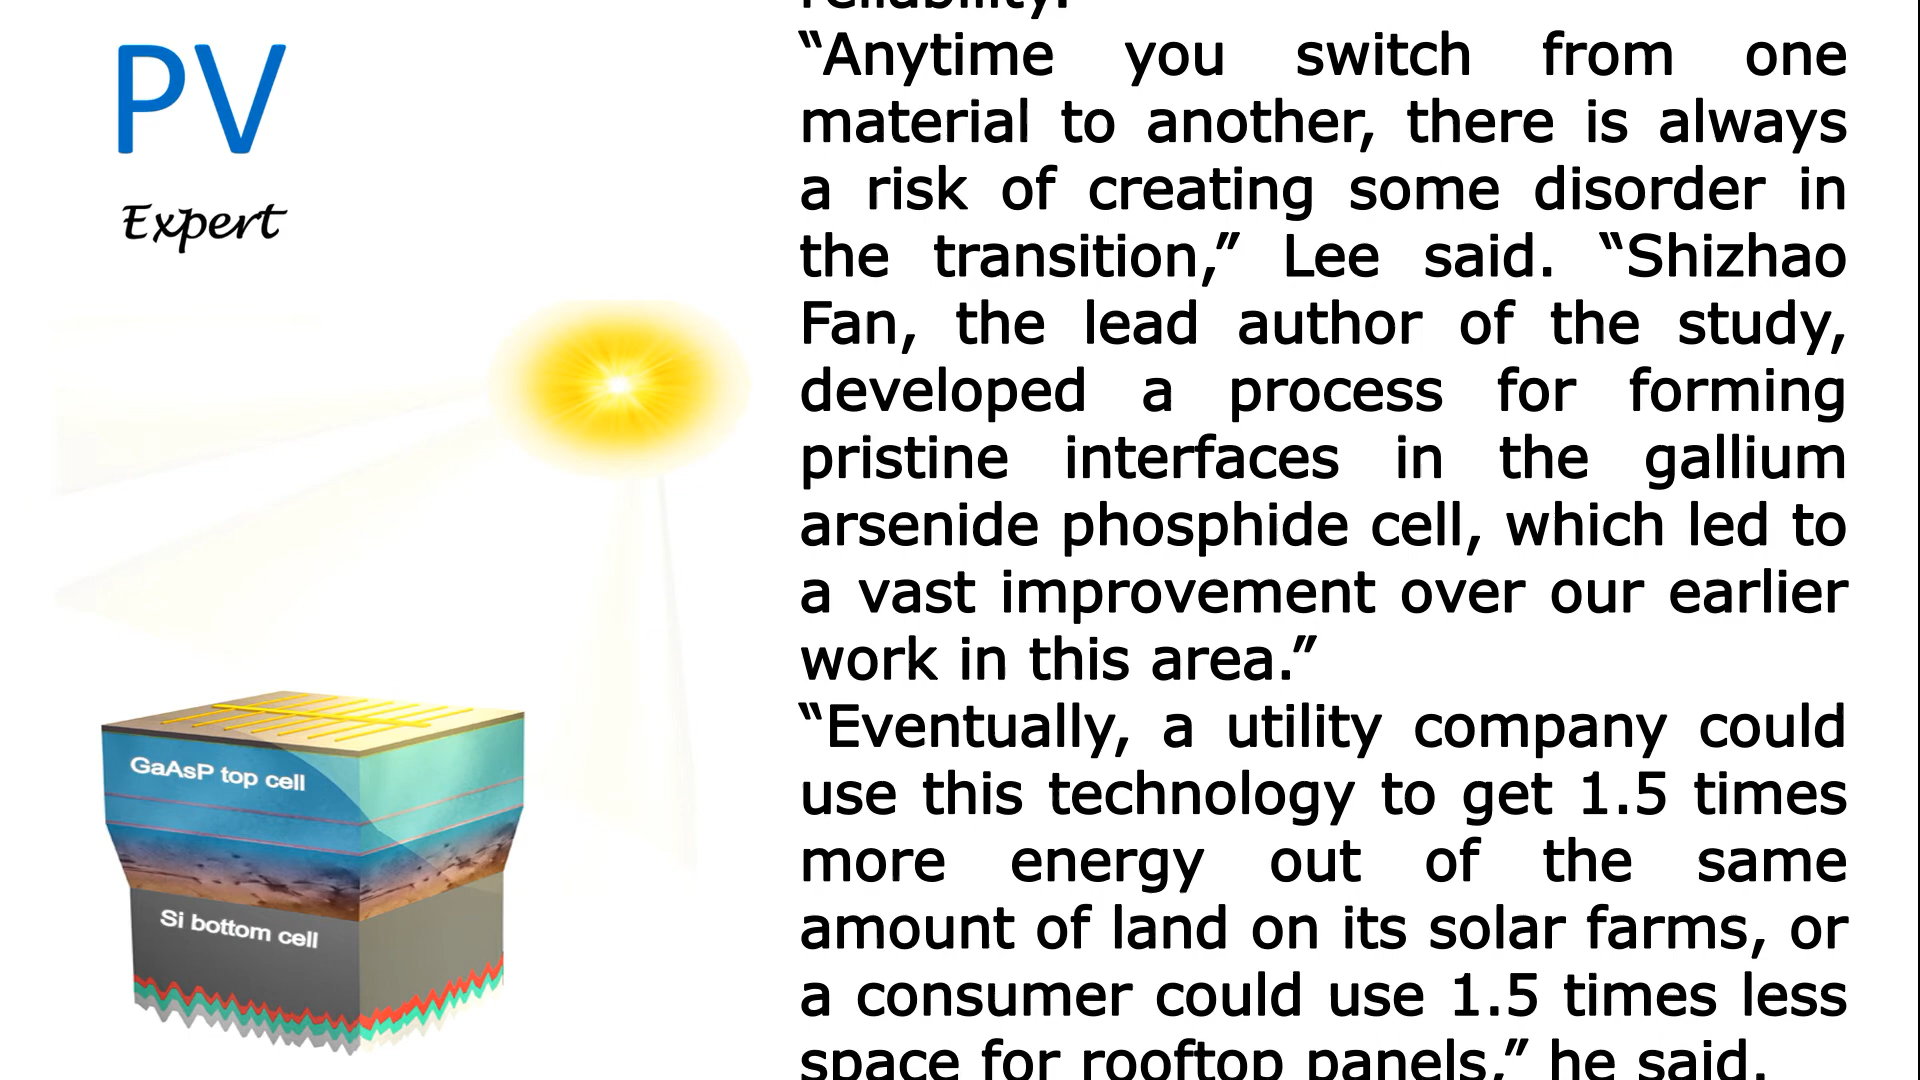 PV
Expert
GaAsP top cell
Si bottom cell
reliability.
“Anytime you switch from one
material to another, there is always
a risk of creating some disorder in
the transition,” Lee said. “Shizhao
Fan, the lead author of the study,
developed a process for forming
pristine interfaces in the gallium
arsenide phosphide cell, which led to
a vast improvement over our earlier
work in this area.”
“Eventually, a utility company could
use this technology to get 1.5 times
more energy out of the same
amount of land on its solar farms, or
a consumer could use 1.5 times less
space for rooftop panels,” he said.